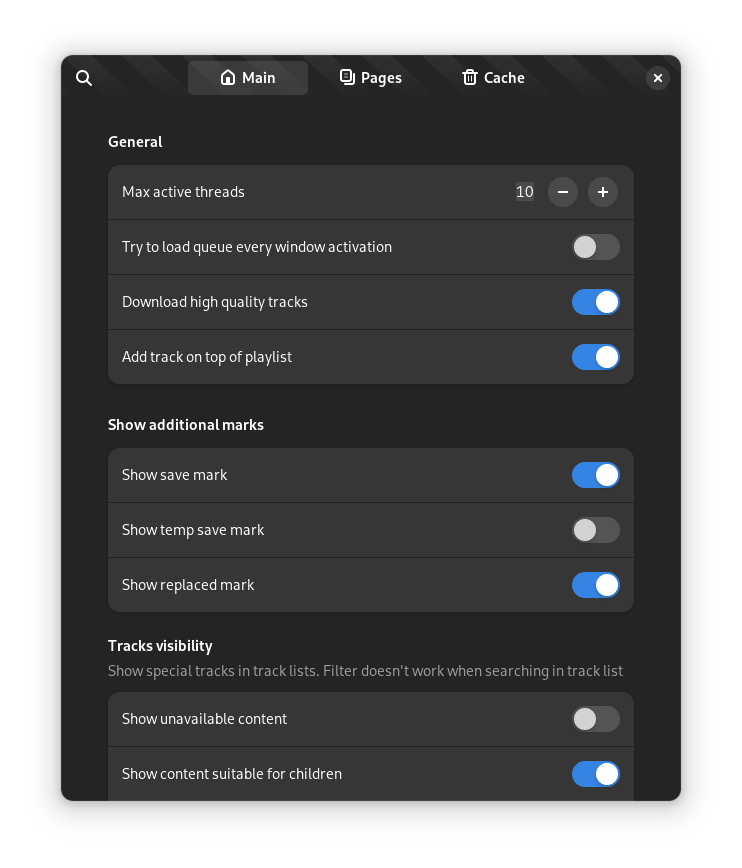 Main Pages Cache
General
Max active threads 10
Try to load queue every window activation
Download high quality tracks
Add track on top of playlist
Show additional marks
Show save mark
Show temp save mark
Show replaced mark
Tracks visibility
Show special tracks in track lists. Filter doesn't work when searching in track list
Show unavailable content
Show content suitable for children